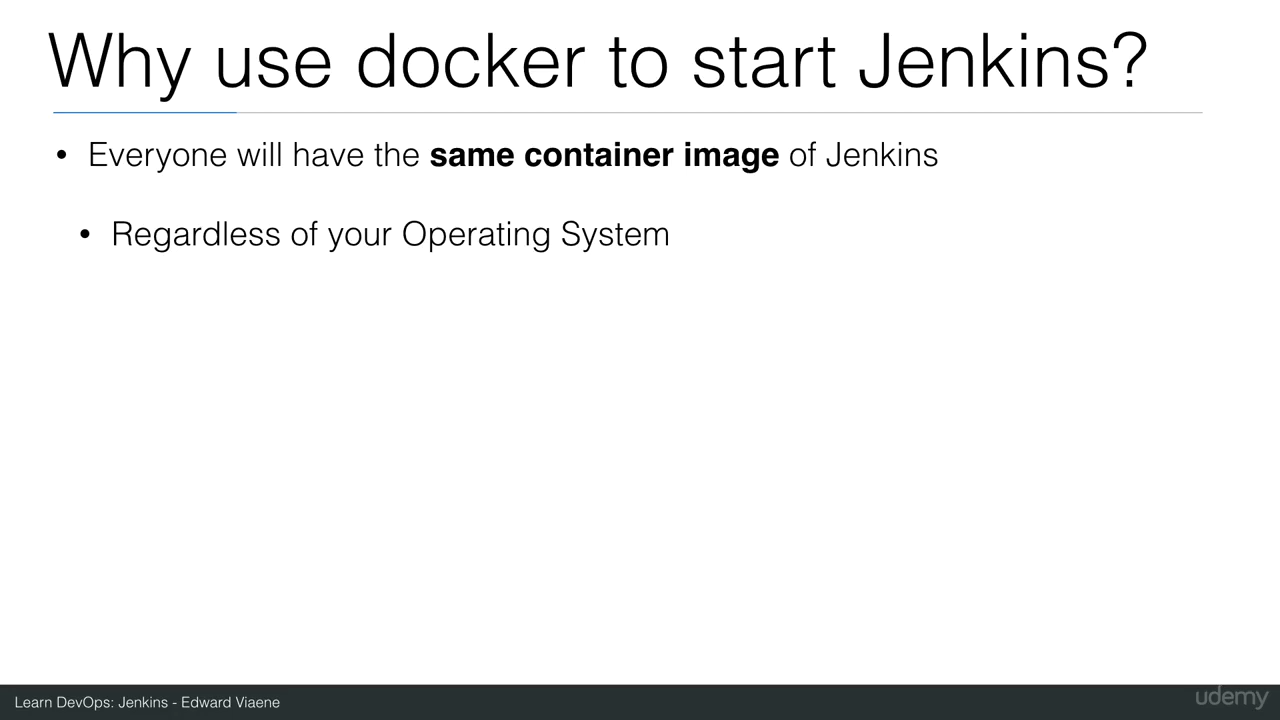 Why use docker to start Jenkins?
• Everyone will have the same container image of Jenkins
• Regardless of your Operating System
Learn DevOps: Jenkins - Edward Viaene
udemy